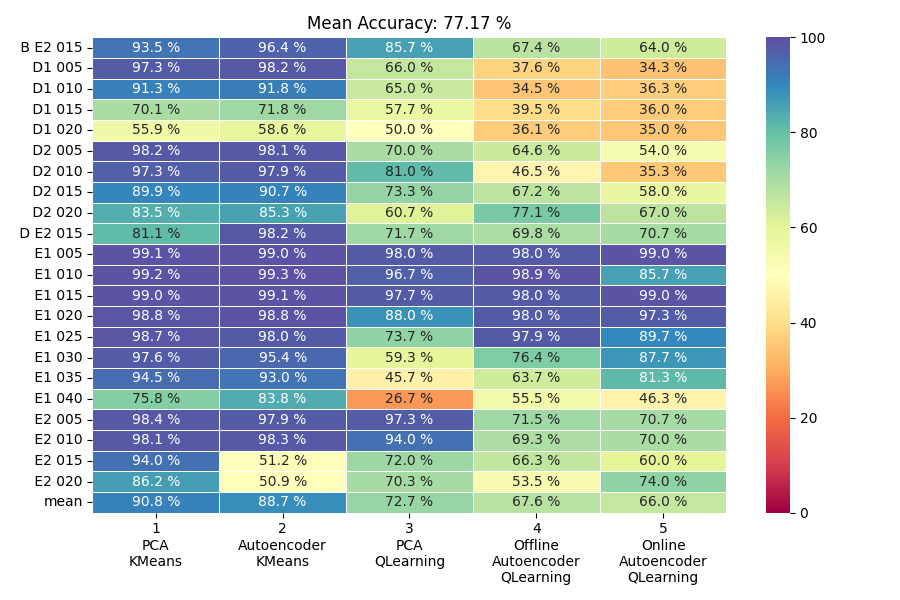 Mean Accuracy: 77.17 %
B E2 015 93.5 % 96.4 % 85.7 % 67.4 % 64.0 % 100
D1 005 97.3 % 98.2 % 66.0 % 37.6 % 34.3 %
D1 010 91.3 % 91.8 % 65.0 % 34.5 % 36.3 %
D1 015 70.1 % 71.8 % 57.7 % 39.5 % 36.0 %
D1 020 55.9 % 58.6 % 50.0 % 36.1 % 35.0 % 80
D2 005 98.2 % 98.1 % 70.0 % 64.6 % 54.0 %
D2 010 97.3 % 97.9 % 81.0 % 46.5 % 35.3 %
D2 015 89.9 % 90.7 % 73.3 % 67.2 % 58.0 %
D2 020 83.5 % 85.3 % 60.7 % 77.1 % 67.0 %
D E2 015 81.1 % 98.2 % 71.7 % 69.8 % 70.7 % 60
E1 005 99.1 % 99.0 % 98.0 % 98.0 % 99.0 %
E1 010 99.2 % 99.3 % 96.7 % 98.9 % 85.7 %
E1 015 99.0 % 99.1 % 97.7 % 98.0 % 99.0 %
E1 020 98.8 % 98.8 % 88.0 % 98.0 % 97.3 %
E1 025 98.7 % 98.0 % 73.7 % 97.9 % 89.7 % 40
E1 030 97.6 % 95.4 % 59.3 % 76.4 % 87.7 %
E1 035 94.5 % 93.0 % 45.7 % 63.7 % 81.3 %
E1 040 75.8 % 83.8 % 26.7 % 55.5 % 46.3 %
E2 005 98.4 % 97.9 % 97.3 % 71.5 % 70.7 % 20
E2 010 98.1 % 98.3 % 94.0 % 69.3 % 70.0 %
E2 015 94.0 % 51.2 % 72.0 % 66.3 % 60.0 %
E2 020 86.2 % 50.9 % 70.3 % 53.5 % 74.0 %
mean 90.8 % 88.7 % 72.7 % 67.6 % 66.0 % 0
1 2 3 4 5
PCA Autoencoder PCA Offline Online
KMeans KMeans QLearning Autoencoder Autoencoder
QLearning QLearning